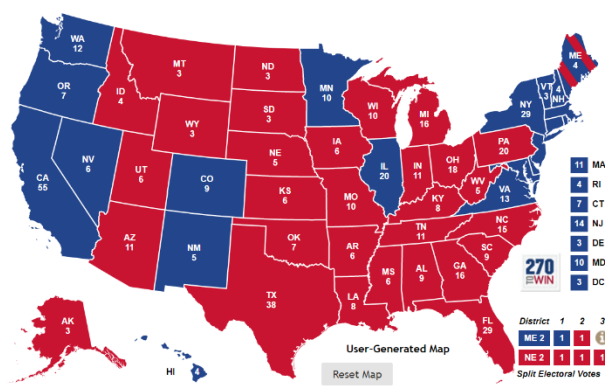 WA
12
OR
7
CA
55
NV
6
ID
4
MT
3
WY
3
UT
6
AZ
11
CO
9
NM
5
ND
3
SD
3
NE
5
KS
6
OK
7
TX
38
MN
10
IA
6
MO
10
AR
6
LA
8
WI
10
IL
20
MI
16
IN
11
OH
18
KY
8
TN
11
MS
6
AL
9
GA
16
FL
29
SC
9
NC
15
VA
13
WV
5
PA
20
NY
29
VT
3
4
NH
ME
4
AK
3
HI
4
11 MA
4 RI
7 CT
14 NJ
3 DE
10 MD
3 DC
270
TO WIN
District 1 2 3
ME 2 1 1
NE 2 1 1 1
Split Electoral Votes
User-Generated Map
Reset Map